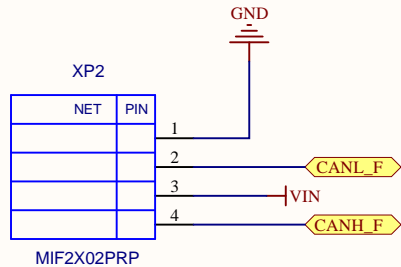 GND
XP2
NET PIN
1
2 CANL_F
3 VIN
4 CANH_F
MIF2X02PRP